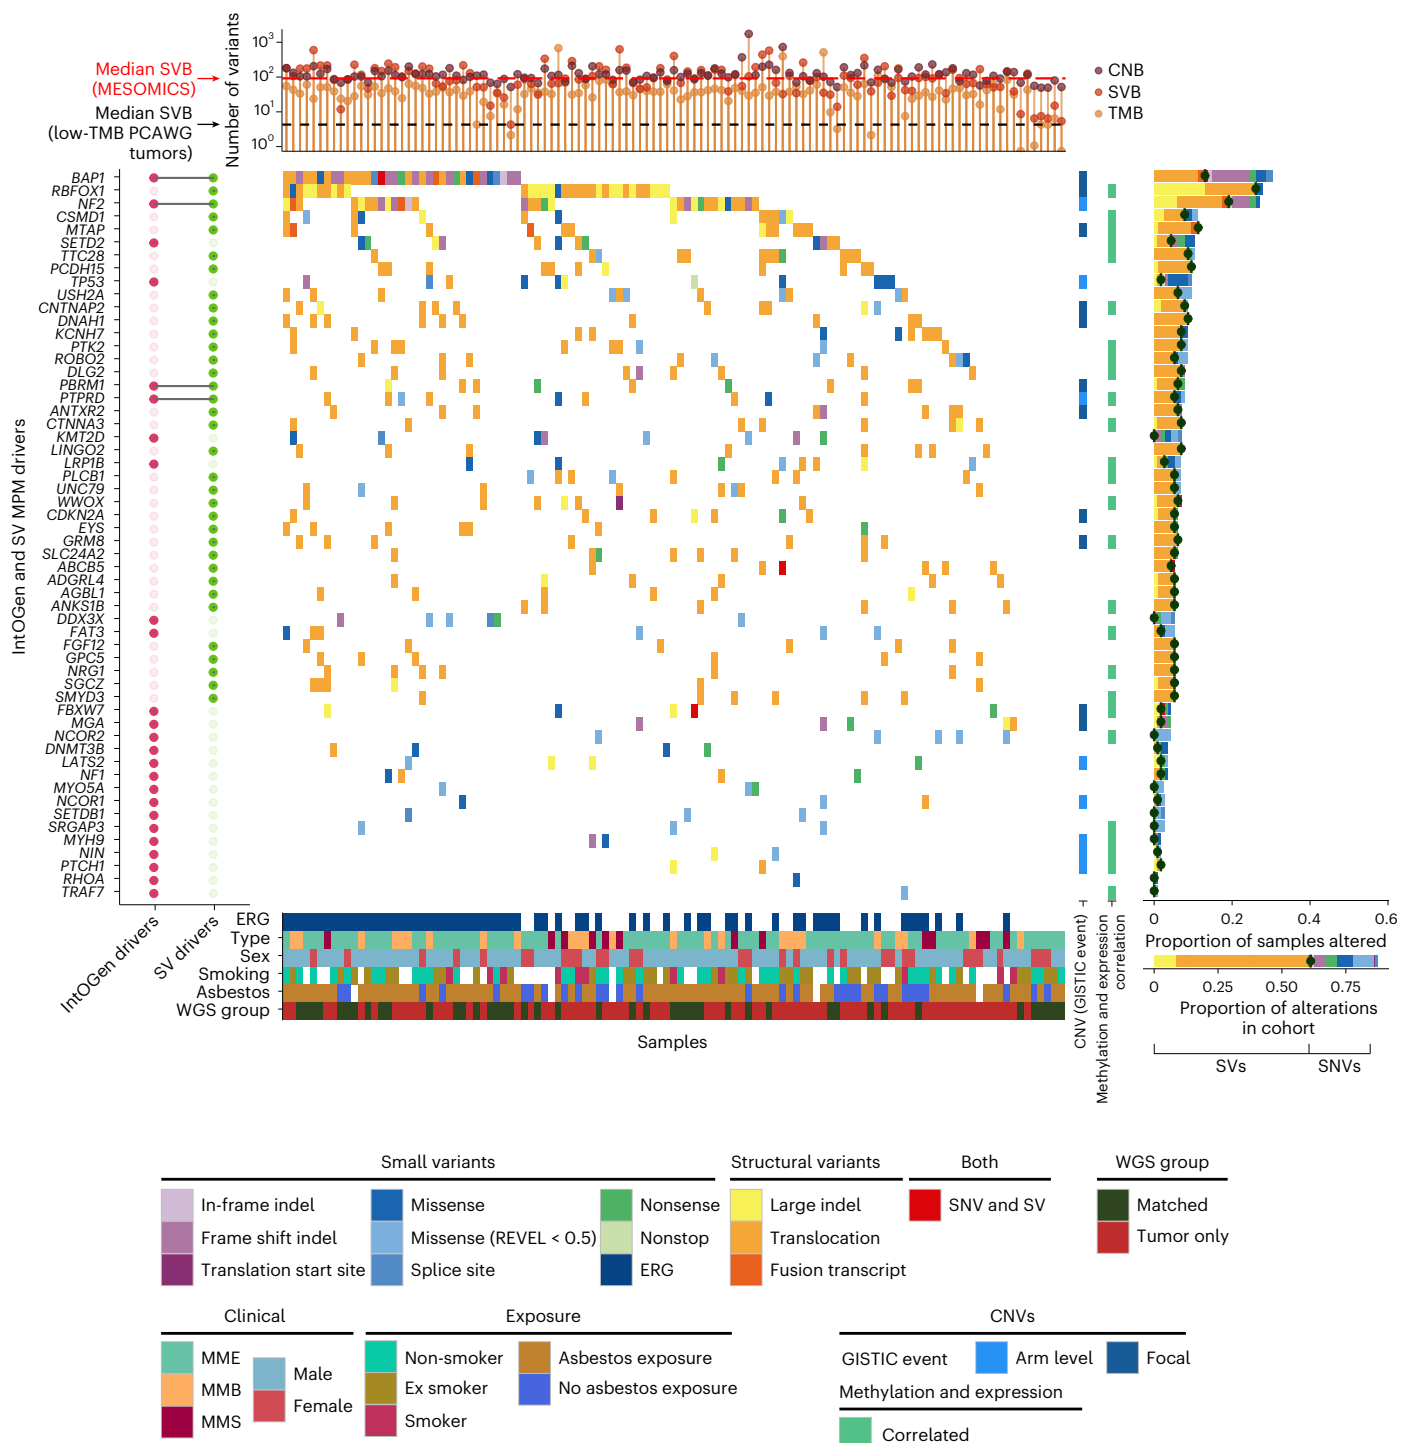 Number of variants
10³
10²
10¹
10⁰
Median SVB
(MESOMICS)
Median SVB
(low-TMB PCAWG
tumors)
CNB
SVB
TMB
IntOGen and SV MPM drivers
BAP1
RBFOX1
NF2
CSMD1
MTAP
SETD2
TTC28
PCDH15
TP53
USH2A
CNTNAP2
DNAH1
KCNH7
PTK2
ROBO2
DLG2
PBRM1
PTPRD
ANTXR2
CTNNA3
KMT2D
LINGO2
LRP1B
PLCB1
UNC79
WWOX
CDKN2A
EYS
GRM8
SLC24A2
ABCB5
ADGRL4
AGBL1
ANKS1B
DDX3X
FAT3
FGF12
GPC5
NRG1
SGCZ
SMYD3
FBXW7
MGA
NCOR2
DNMT3B
LATS2
NF1
MYO5A
NCOR1
SETDB1
SRGAP3
MYH9
NIN
PTCH1
RHOA
TRAF7
IntOGen drivers
SV drivers
ERG
Type
Sex
Smoking
Asbestos
WGS group
Samples
CNV (GISTIC event)
Methylation and expression
correlation
0 0.2 0.4 0.6
Proportion of samples altered
0 0.25 0.50 0.75
Proportion of alterations
in cohort
SVs SNVs
Small variants
In-frame indel
Frame shift indel
Translation start site
Missense
Missense (REVEL < 0.5)
Splice site
Nonsense
Nonstop
ERG
Structural variants
Large indel
Translocation
Fusion transcript
Both
SNV and SV
WGS group
Matched
Tumor only
Clinical
MME
MMB
MMS
Male
Female
Exposure
Non-smoker
Ex smoker
Smoker
Asbestos exposure
No asbestos exposure
CNVs
GISTIC event
Arm level
Focal
Methylation and expression
Correlated